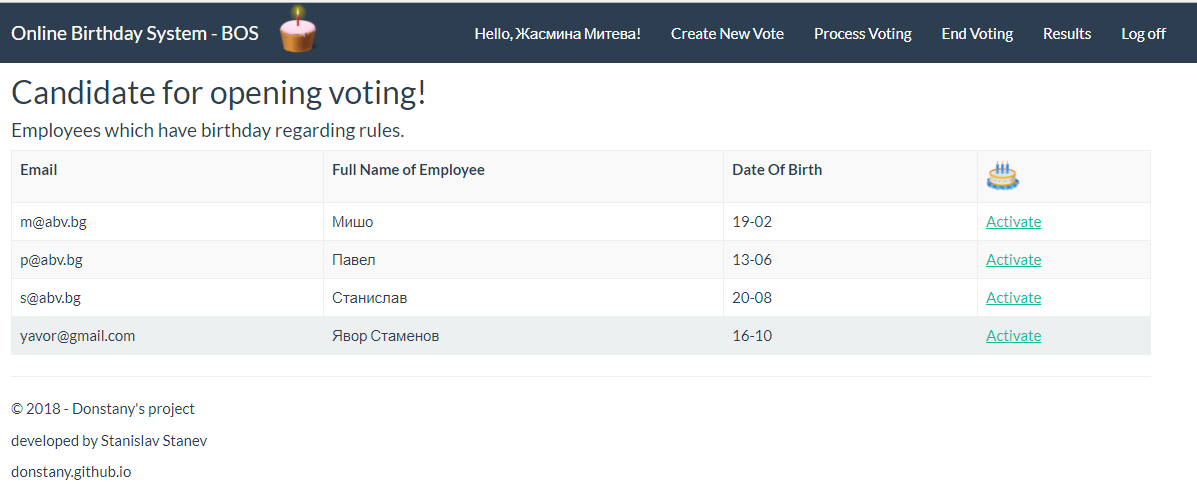 Online Birthday System - BOS Hello, Жасмина Митева! Create New Vote Process Voting End Voting Results Log off
Candidate for opening voting!
Employees which have birthday regarding rules.
Email Full Name of Employee Date Of Birth
m@abv.bg Мишо 19-02 Activate
p@abv.bg Павел 13-06 Activate
s@abv.bg Станислав 20-08 Activate
yavor@gmail.com Явор Стаменов 16-10 Activate
© 2018 - Donstany's project
developed by Stanislav Stanev
donstany.github.io